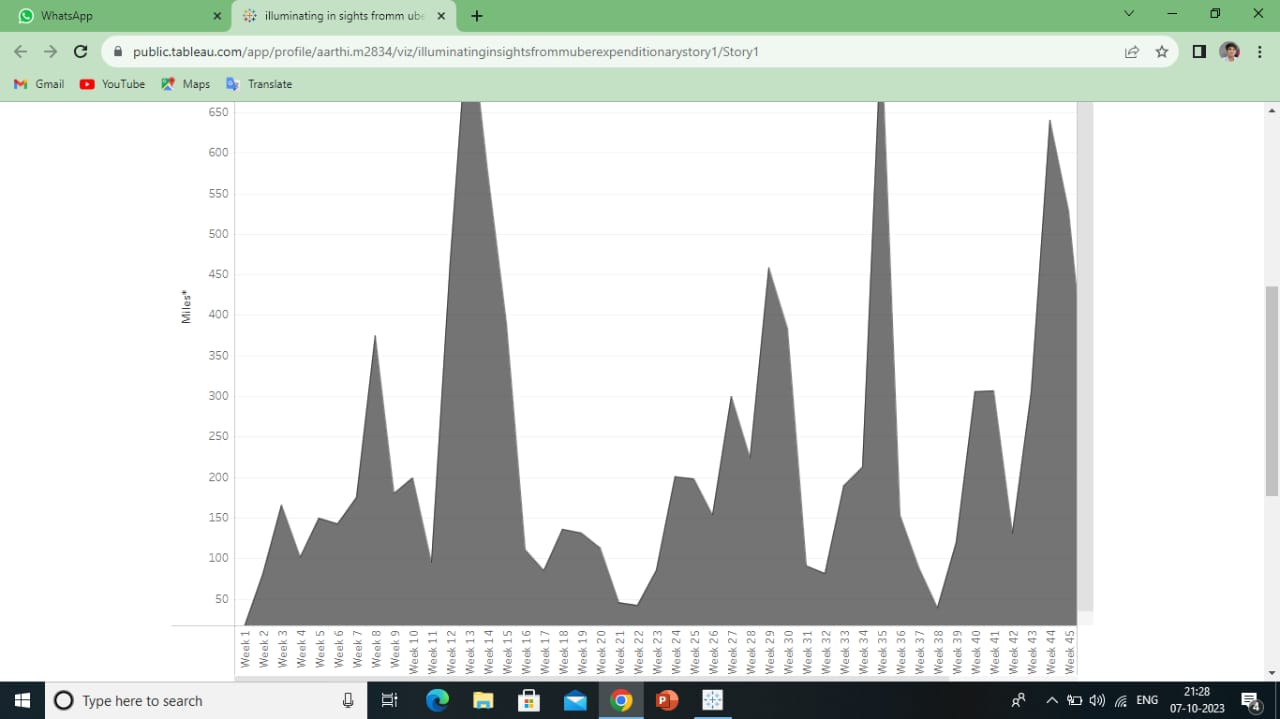 WhatsApp
illuminating in sights fromm ube
public.tableau.com/app/profile/aarthi.m2834/viz/illuminatinginsightsfrommuberexpenditionarystory1/Story1
Gmail YouTube Maps Translate
650
600
550
500
450
400
350
300
250
200
150
100
50
Miles*
Week 1
Week 2
Week 3
Week 4
Week 5
Week 6
Week 7
Week 8
Week 9
Week 10
Week 11
Week 12
Week 13
Week 14
Week 15
Week 16
Week 17
Week 18
Week 19
Week 20
Week 21
Week 22
Week 23
Week 24
Week 25
Week 26
Week 27
Week 28
Week 29
Week 30
Week 31
Week 32
Week 33
Week 34
Week 35
Week 36
Week 37
Week 38
Week 39
Week 40
Week 41
Week 42
Week 43
Week 44
Week 45
Type here to search
P
ENG
21:28
07-10-2023
4